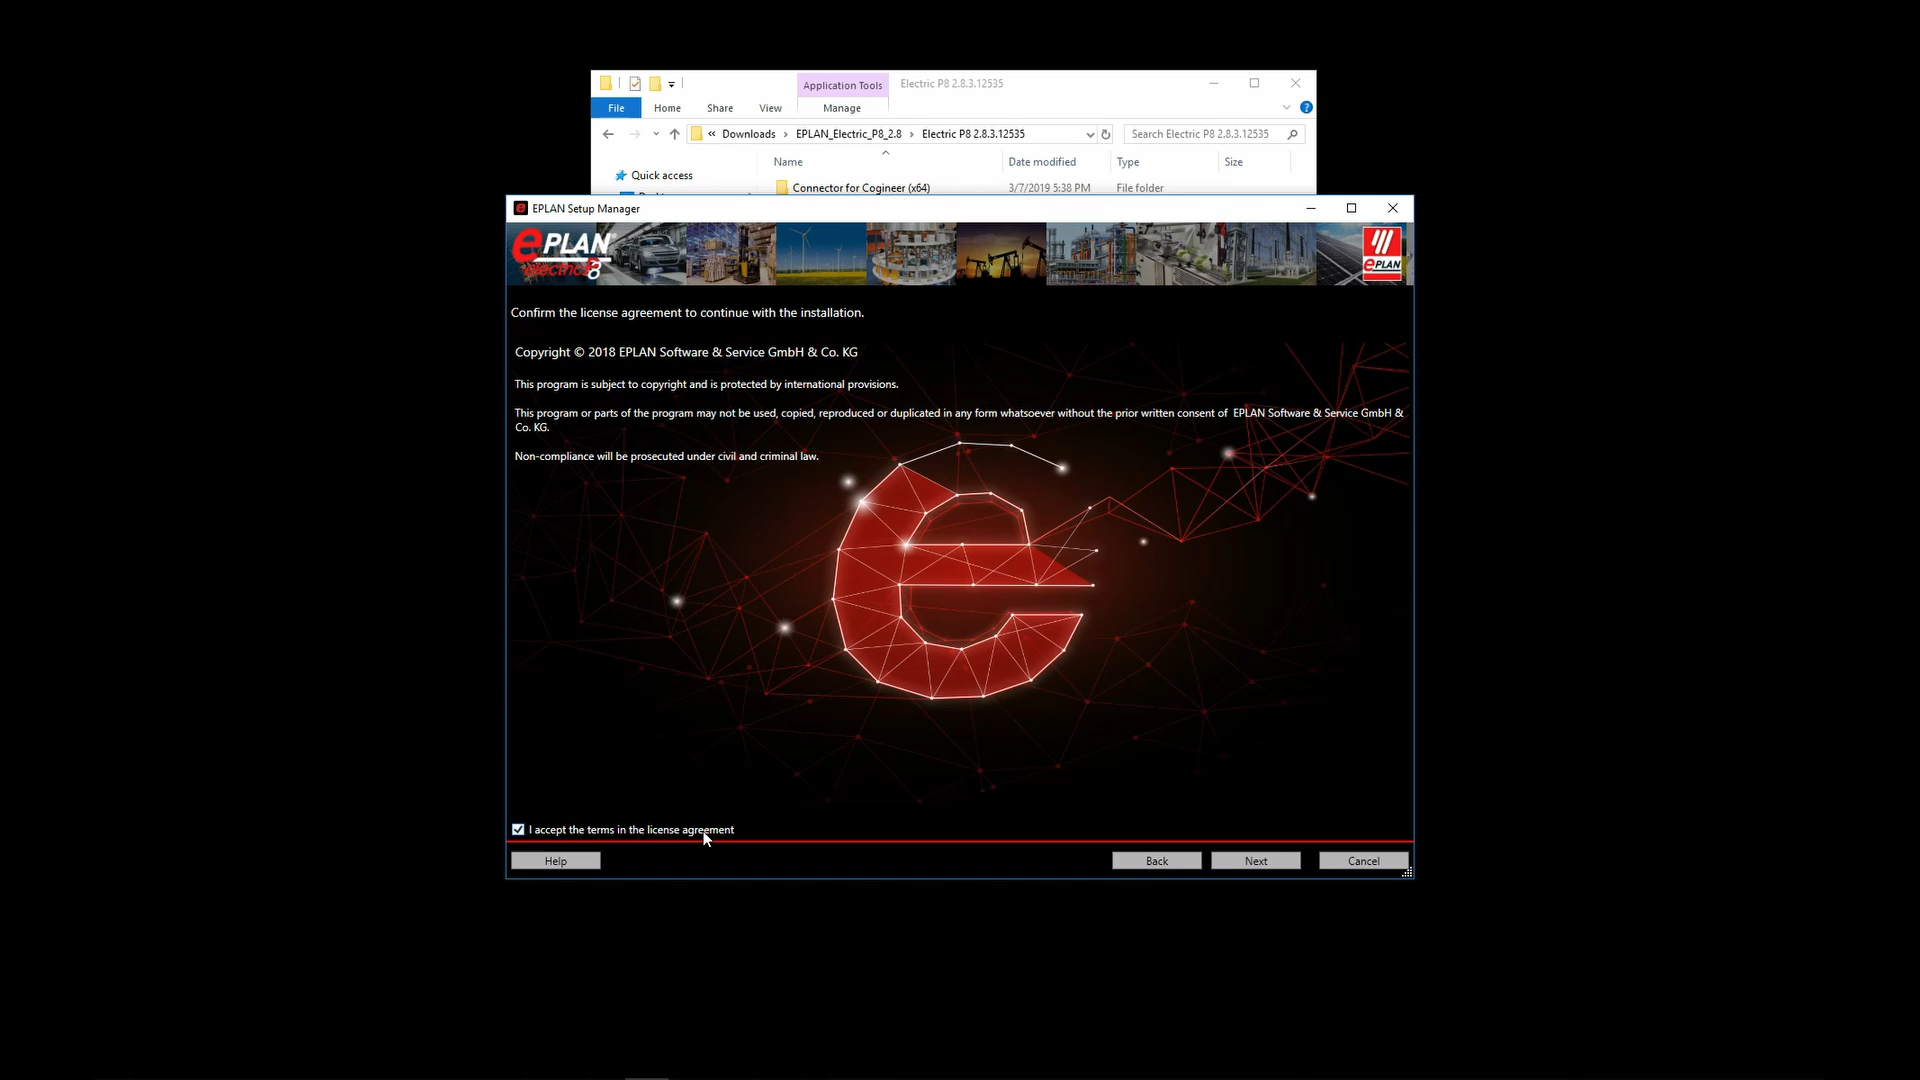 Application Tools
Electric P8 2.8.3.12535
File
Home
Share
View
Manage
Downloads
EPLAN_Electric_P8_2.8
Electric P8 2.8.3.12535
Search Electric P8 2.8.3.12535
Name
Date modified
Type
Size
Quick access
Connector for Cogineer (x64)
3/7/2019 5:38 PM
File folder
EPLAN Setup Manager
ePLAN®
electric P8
ePLAN
Confirm the license agreement to continue with the installation.
Copyright © 2018 EPLAN Software & Service GmbH & Co. KG
This program is subject to copyright and is protected by international provisions.
This program or parts of the program may not be used, copied, reproduced or duplicated in any form whatsoever without the prior written consent of EPLAN Software & Service GmbH &
Co. KG.
Non-compliance will be prosecuted under civil and criminal law.
e
I accept the terms in the license agreement
Help
Back
Next
Cancel